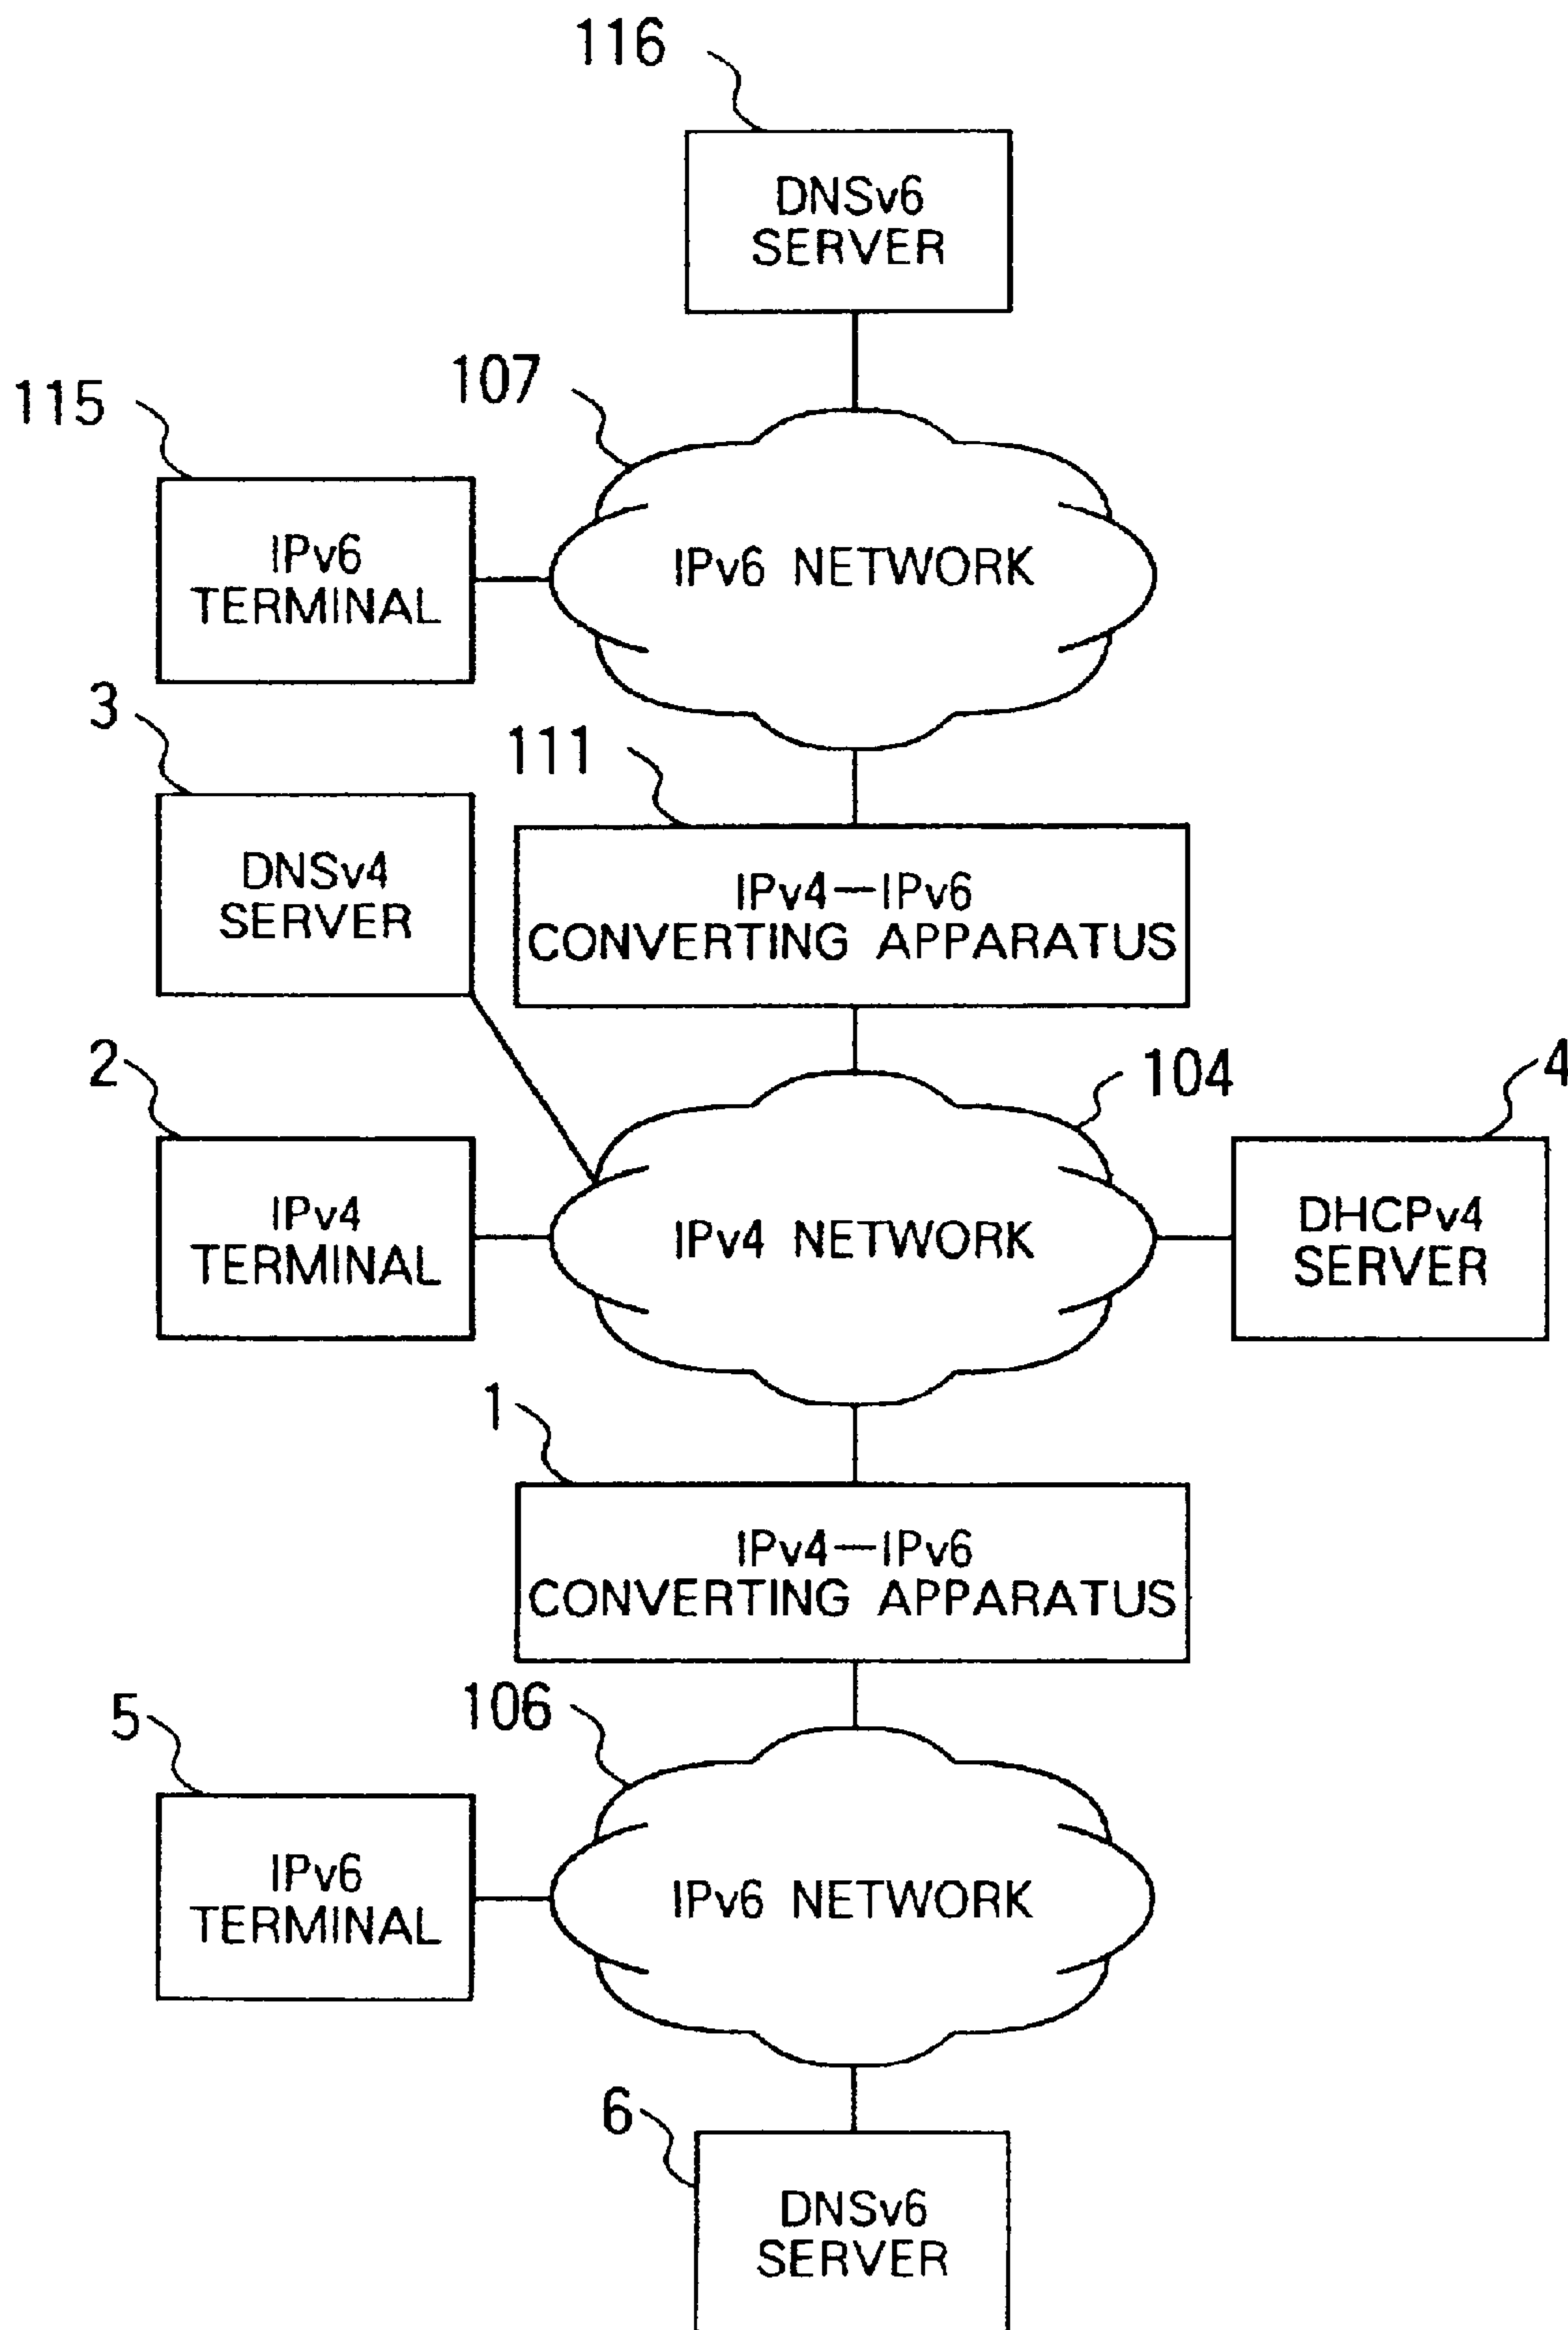 116
DNSv6
SERVER
107
115
IPv6
TERMINAL
IPv6 NETWORK
3
111
DNSv4
SERVER
IPv4—IPv6
CONVERTING APPARATUS
2
104
4
IPv4
TERMINAL
IPv4 NETWORK
DHCPv4
SERVER
1
IPv4—IPv6
CONVERTING APPARATUS
5
106
IPv6
TERMINAL
IPv6 NETWORK
6
DNSv6
SERVER